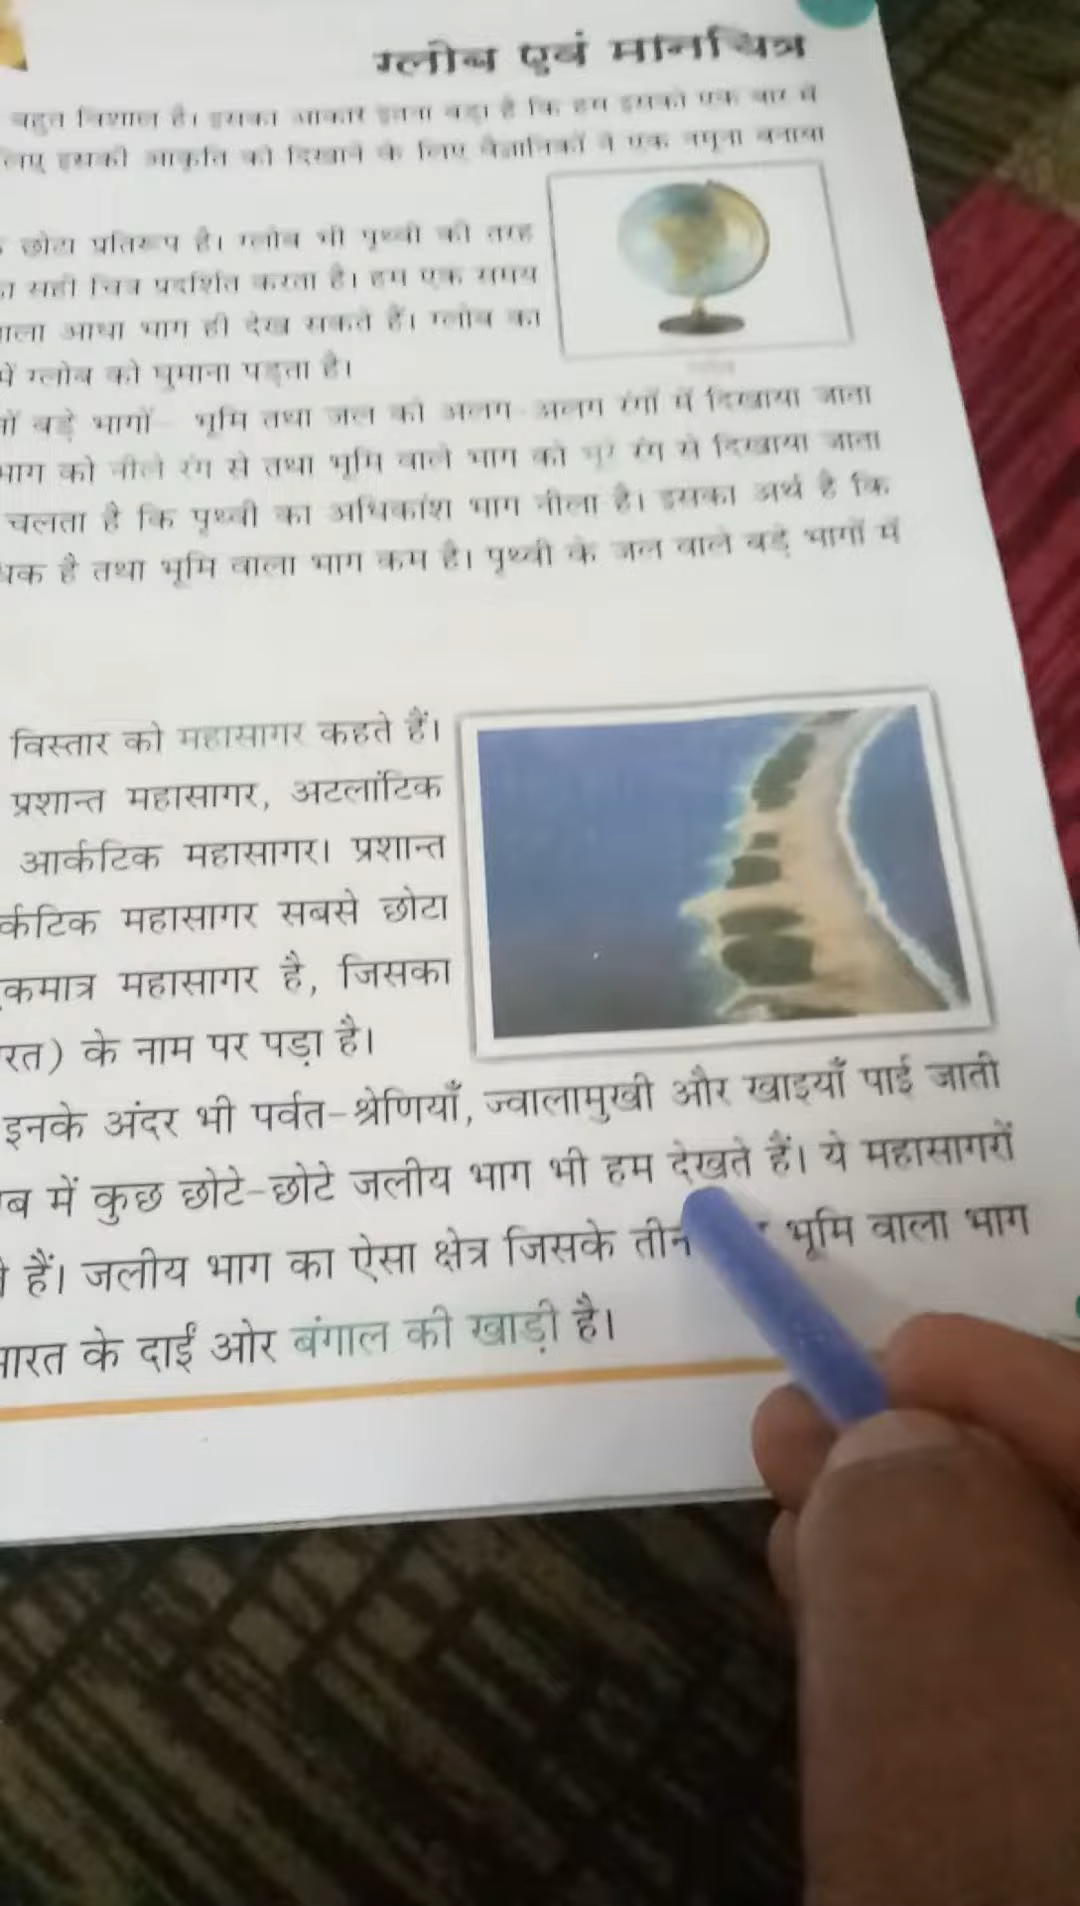 ग्लोब एवं मानचित्र
बहुत विशाल है। इसका आकार इतना बड़ा है कि हम इसको एक बार में
लिए इसकी आकृति को दिखाने के लिए वैज्ञानिकों ने एक नमूना बनाया
छोटा प्रतिरूप है। ग्लोब भी पृथ्वी की तरह
सही चित्र प्रदर्शित करता है। हम एक समय
वाला आधा भाग ही देख सकते हैं। ग्लोब का
में ग्लोब को घुमाना पड़ता है।
बड़े भागों- भूमि तथा जल को अलग-अलग रंगों में दिखाया जाता
भाग को नीले रंग से तथा भूमि वाले भाग को भूरे रंग से दिखाया जाता
चलता है कि पृथ्वी का अधिकांश भाग नीला है। इसका अर्थ है कि
है तथा भूमि वाला भाग कम है। पृथ्वी के जल वाले बड़े भागों में
विस्तार को महासागर कहते हैं।
प्रशान्त महासागर, अटलांटिक
आर्कटिक महासागर। प्रशान्त
र्कटिक महासागर सबसे छोटा
कमात्र महासागर है, जिसका
रत) के नाम पर पड़ा है।
इनके अंदर भी पर्वत-श्रेणियाँ, ज्वालामुखी और खाइयाँ पाई जाती
ब में कुछ छोटे-छोटे जलीय भाग भी हम देखते हैं। ये महासागरों
हैं। जलीय भाग का ऐसा क्षेत्र जिसके तीन भूमि वाला भाग
भारत के दाईं ओर बंगाल की खाड़ी है।